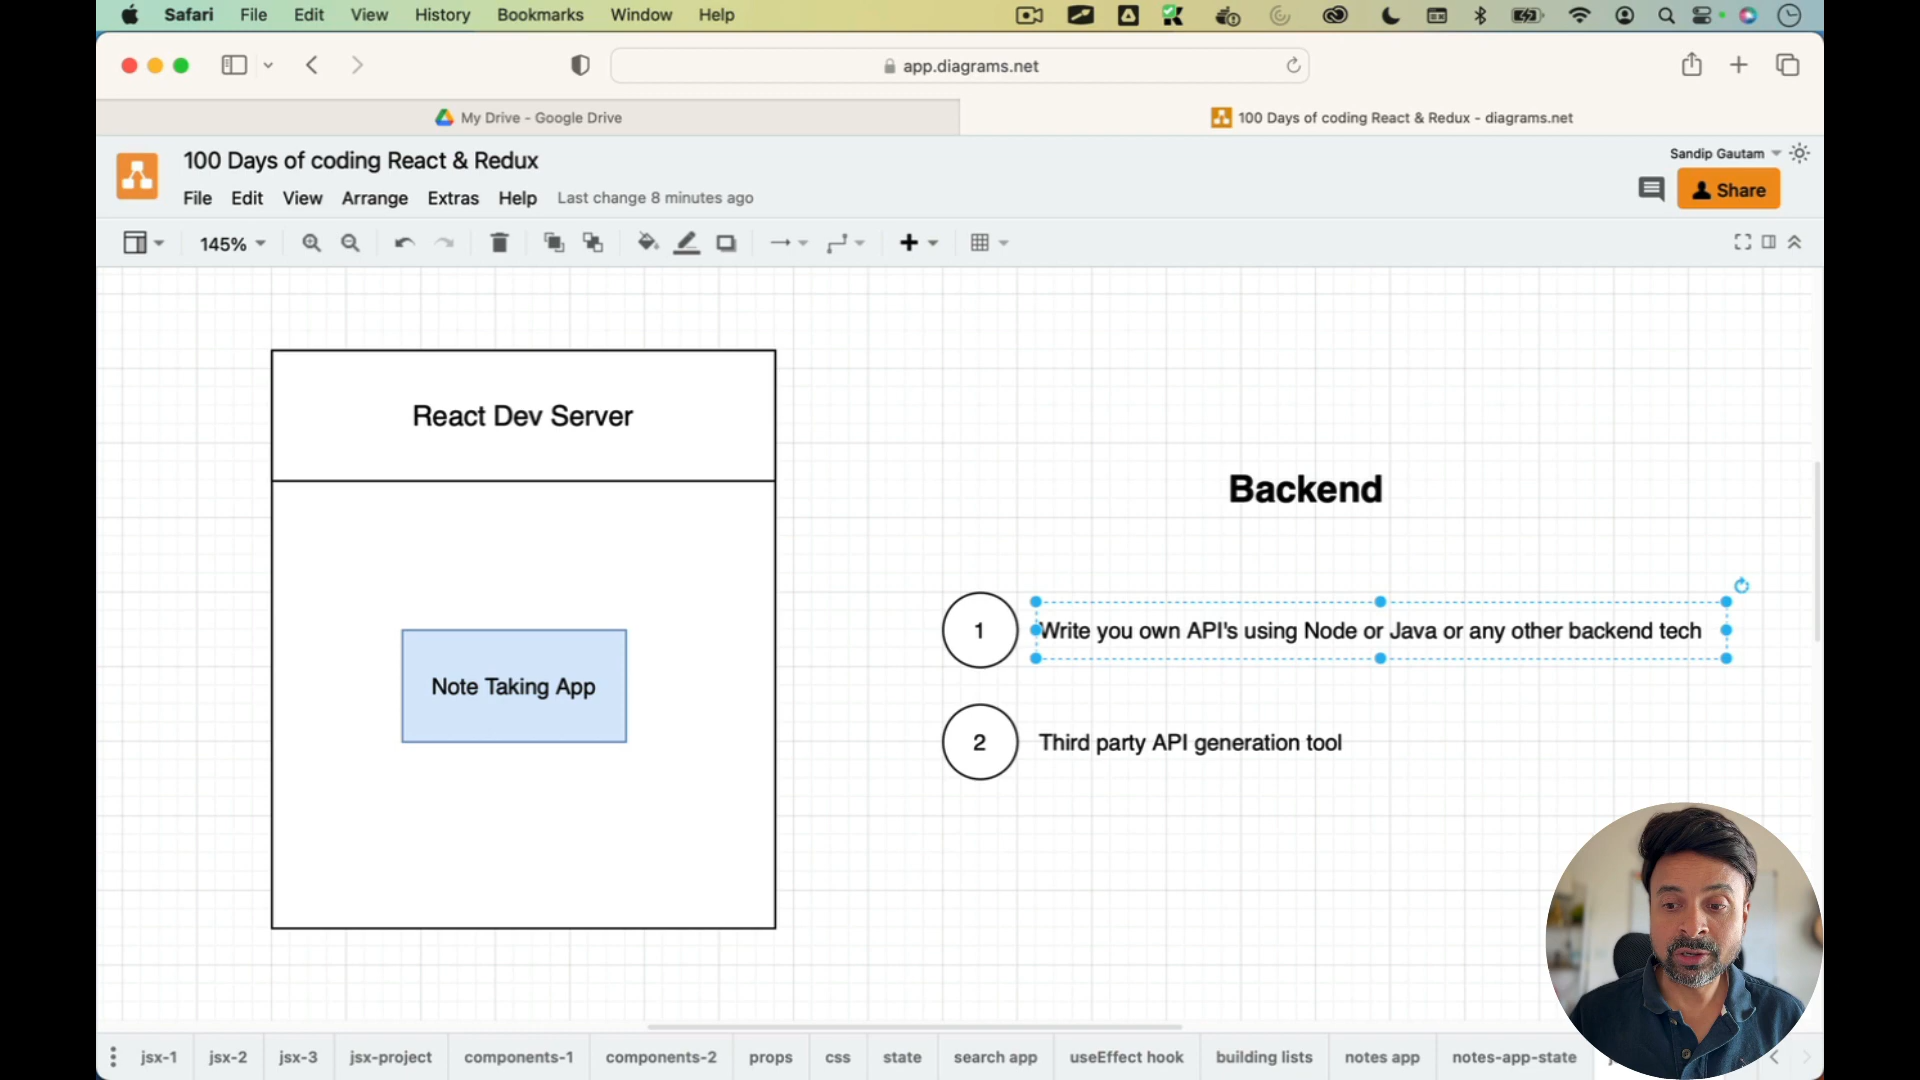 Safari File Edit View History Bookmarks Window Help
app.diagrams.net
My Drive - Google Drive
100 Days of coding React & Redux - diagrams.net
100 Days of coding React & Redux
Sandip Gautam
File Edit View Arrange Extras Help Last change 8 minutes ago
Share
145%
React Dev Server
Note Taking App
Backend
1 Write you own API's using Node or Java or any other backend tech
2 Third party API generation tool
jsx-1 jsx-2 jsx-3 jsx-project components-1 components-2 props css state search app useEffect hook building lists notes app notes-app-state